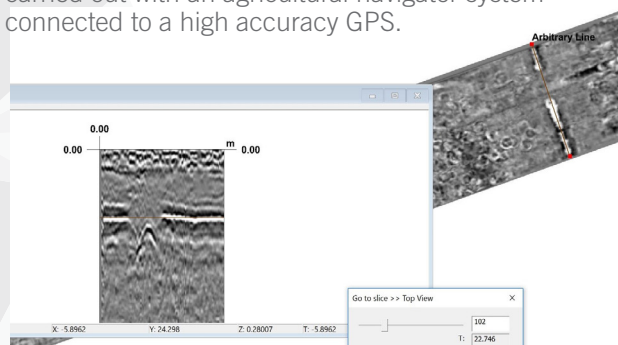 carried out with an agricultural navigator system
connected to a high accuracy GPS.
Arbitrary Line
0.00
0.00 m 0.00
Go to slice >> Top View X
102
X: -5.8962 Y: 24.298 Z: 0.28007 T: -5.8962
T: 22.746